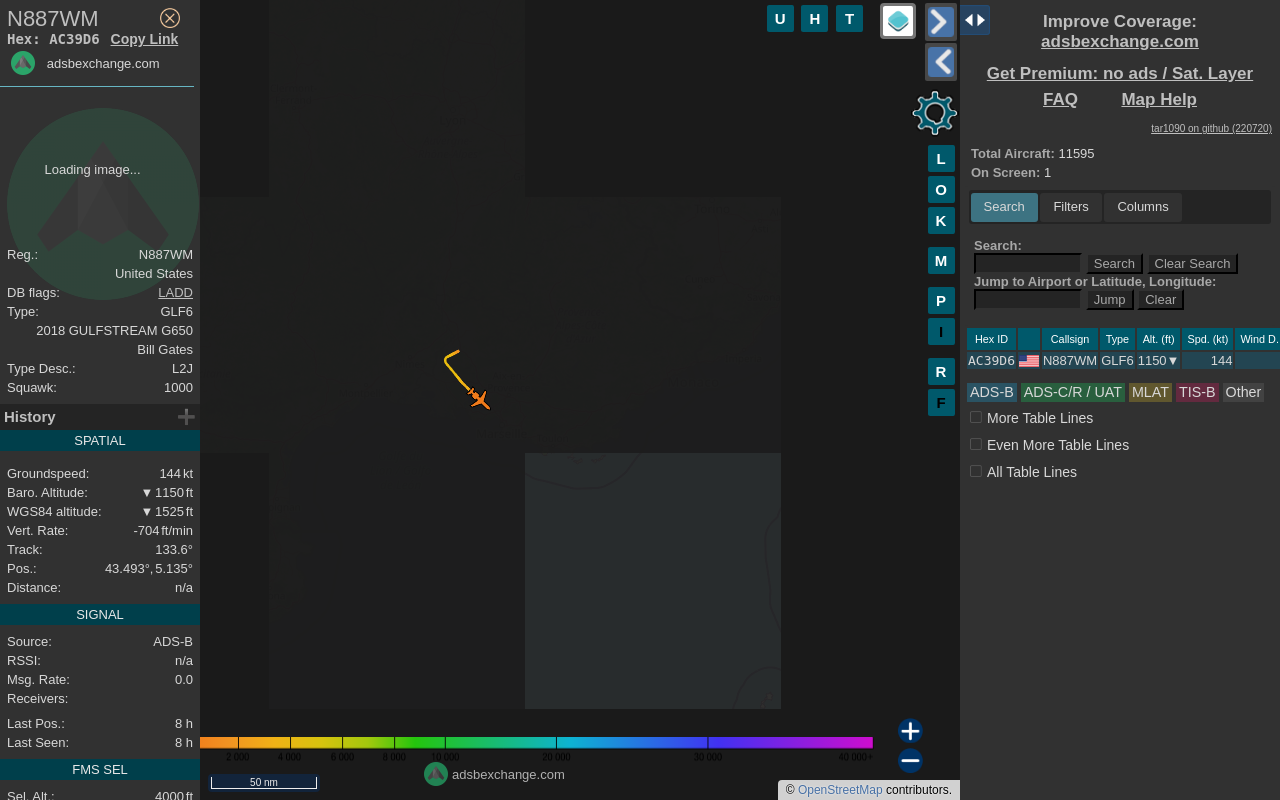 N887WM
Hex: AC39D6 Copy Link
adsbexchange.com
Loading image...
Reg.: N887WM
United States
DB flags: LADD
Type: GLF6
2018 GULFSTREAM G650
Bill Gates
Type Desc.: L2J
Squawk: 1000
History
SPATIAL
Groundspeed: 144 kt
Baro. Altitude: ▼ 1150 ft
WGS84 altitude: ▼ 1525 ft
Vert. Rate: -704 ft/min
Track: 133.6°
Pos.: 43.493°, 5.135°
Distance: n/a
SIGNAL
Source: ADS-B
RSSI: n/a
Msg. Rate: 0.0
Receivers:
Last Pos.: 8 h
Last Seen: 8 h
FMS SEL
Sel. Alt.: 4000 ft
U H T
L
O
K
M
P
I
R
F
2 000 4 000 6 000 8 000 10 000 20 000 30 000 40 000+
50 nm
adsbexchange.com
© OpenStreetMap contributors.
Improve Coverage:
adsbexchange.com
Get Premium: no ads / Sat. Layer
FAQ Map Help
tar1090 on github (220720)
Total Aircraft: 11595
On Screen: 1
Search Filters Columns
Search:
Search Clear Search
Jump to Airport or Latitude, Longitude:
Jump Clear
Hex ID Callsign Type Alt. (ft) Spd. (kt) Wind D.
AC39D6 N887WM GLF6 1150▼ 144
ADS-B ADS-C/R / UAT MLAT TIS-B Other
More Table Lines
Even More Table Lines
All Table Lines